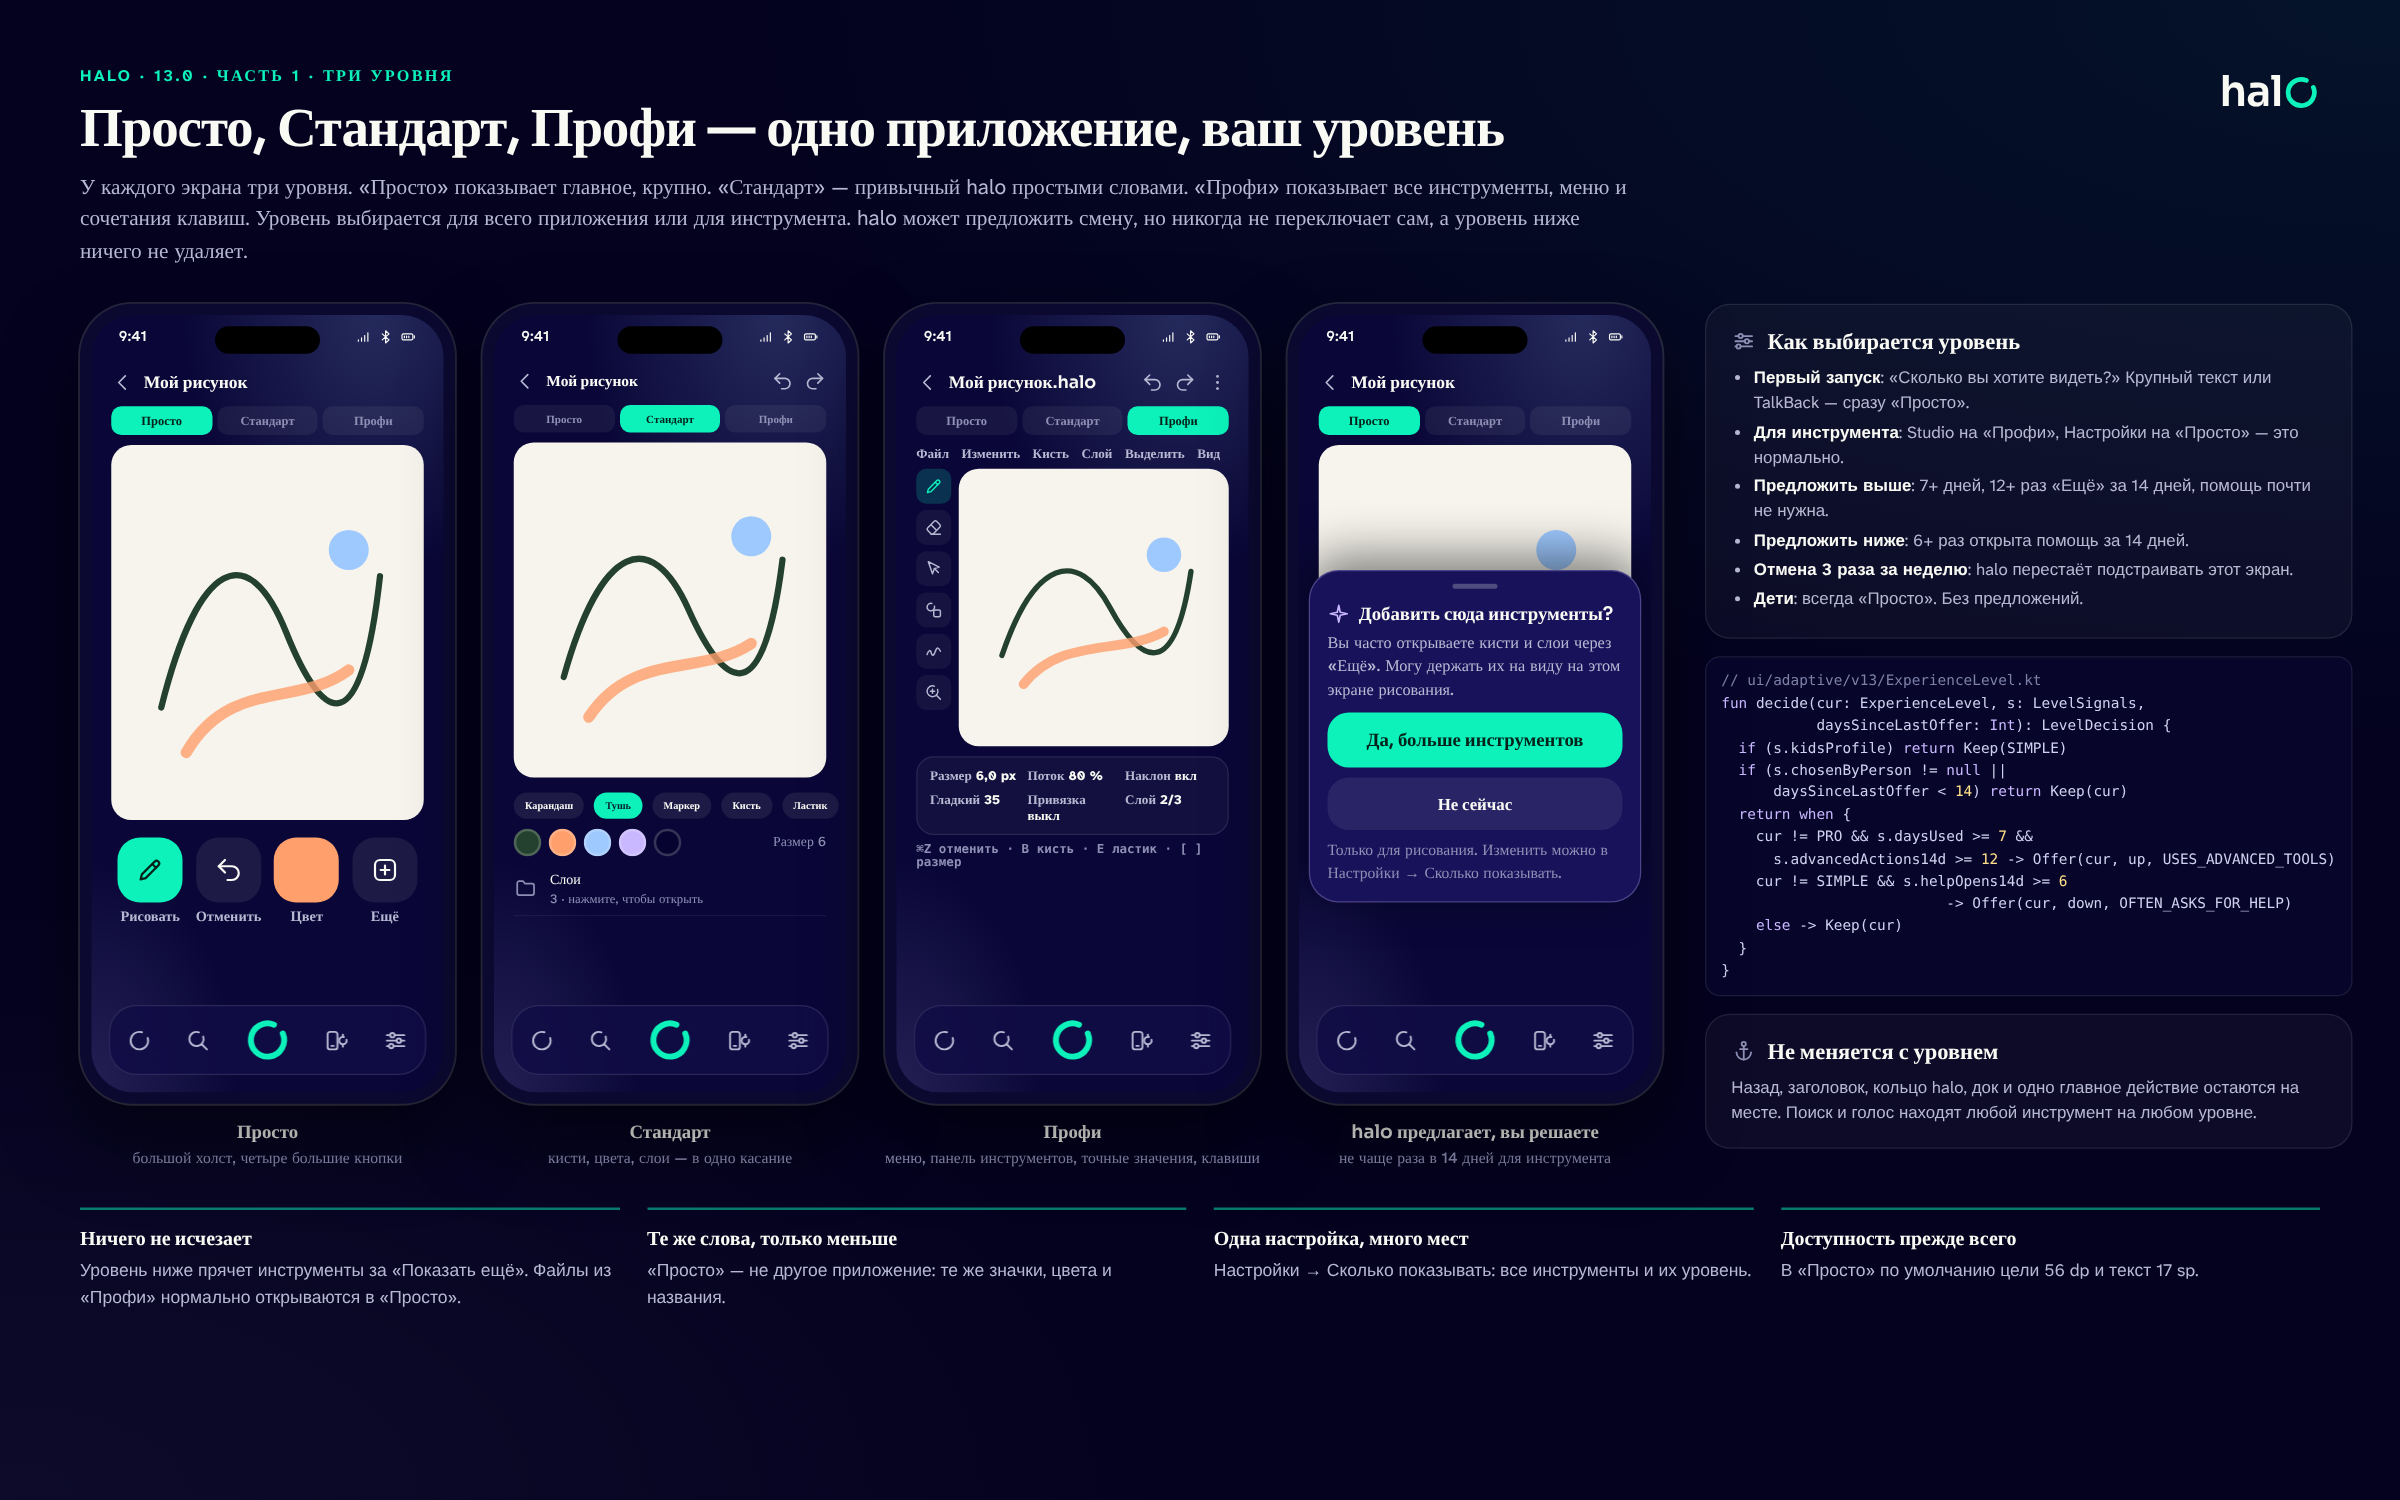 HALO · 13.0 · ЧАСТЬ 1 · ТРИ УРОВНЯ
halo
Просто, Стандарт, Профи — одно приложение, ваш уровень
У каждого экрана три уровня. «Просто» показывает главное, крупно. «Стандарт» — привычный halo простыми словами. «Профи» показывает все инструменты, меню и
сочетания клавиш. Уровень выбирается для всего приложения или для инструмента. halo может предложить смену, но никогда не переключает сам, а уровень ниже
ничего не удаляет.
9:41
Мой рисунок
Просто Стандарт Профи
Рисовать Отменить Цвет Ещё
Просто
большой холст, четыре большие кнопки
9:41
Мой рисунок
Просто Стандарт Профи
Карандаш Тушь Маркер Кисть Ластик
Размер 6
Слои
3 · нажмите, чтобы открыть
Стандарт
кисти, цвета, слои — в одно касание
9:41
Мой рисунок.halo
Просто Стандарт Профи
Файл Изменить Кисть Слой Выделить Вид
Размер 6,0 px Поток 80 % Наклон вкл
Гладкий 35 Привязка Слой 2/3
выкл
⌘Z отменить · B кисть · E ластик · [ ]
размер
Профи
меню, панель инструментов, точные значения, клавиши
9:41
Мой рисунок
Просто Стандарт Профи
Добавить сюда инструменты?
Вы часто открываете кисти и слои через
«Ещё». Могу держать их на виду на этом
экране рисования.
Да, больше инструментов
Не сейчас
Только для рисования. Изменить можно в
Настройки → Сколько показывать.
halo предлагает, вы решаете
не чаще раза в 14 дней для инструмента
Как выбирается уровень
• Первый запуск: «Сколько вы хотите видеть?» Крупный текст или
TalkBack — сразу «Просто».
• Для инструмента: Studio на «Профи», Настройки на «Просто» — это
нормально.
• Предложить выше: 7+ дней, 12+ раз «Ещё» за 14 дней, помощь почти
не нужна.
• Предложить ниже: 6+ раз открыта помощь за 14 дней.
• Отмена 3 раза за неделю: halo перестаёт подстраивать этот экран.
• Дети: всегда «Просто». Без предложений.
// ui/adaptive/v13/ExperienceLevel.kt
fun decide(cur: ExperienceLevel, s: LevelSignals,
daysSinceLastOffer: Int): LevelDecision {
if (s.kidsProfile) return Keep(SIMPLE)
if (s.chosenByPerson != null ||
daysSinceLastOffer < 14) return Keep(cur)
return when {
cur != PRO && s.daysUsed >= 7 &&
s.advancedActions14d >= 12 -> Offer(cur, up, USES_ADVANCED_TOOLS)
cur != SIMPLE && s.helpOpens14d >= 6
-> Offer(cur, down, OFTEN_ASKS_FOR_HELP)
else -> Keep(cur)
}
}
Не меняется с уровнем
Назад, заголовок, кольцо halo, док и одно главное действие остаются на
месте. Поиск и голос находят любой инструмент на любом уровне.
Ничего не исчезает
Уровень ниже прячет инструменты за «Показать ещё». Файлы из
«Профи» нормально открываются в «Просто».
Те же слова, только меньше
«Просто» — не другое приложение: те же значки, цвета и
названия.
Одна настройка, много мест
Настройки → Сколько показывать: все инструменты и их уровень.
Доступность прежде всего
В «Просто» по умолчанию цели 56 dp и текст 17 sp.